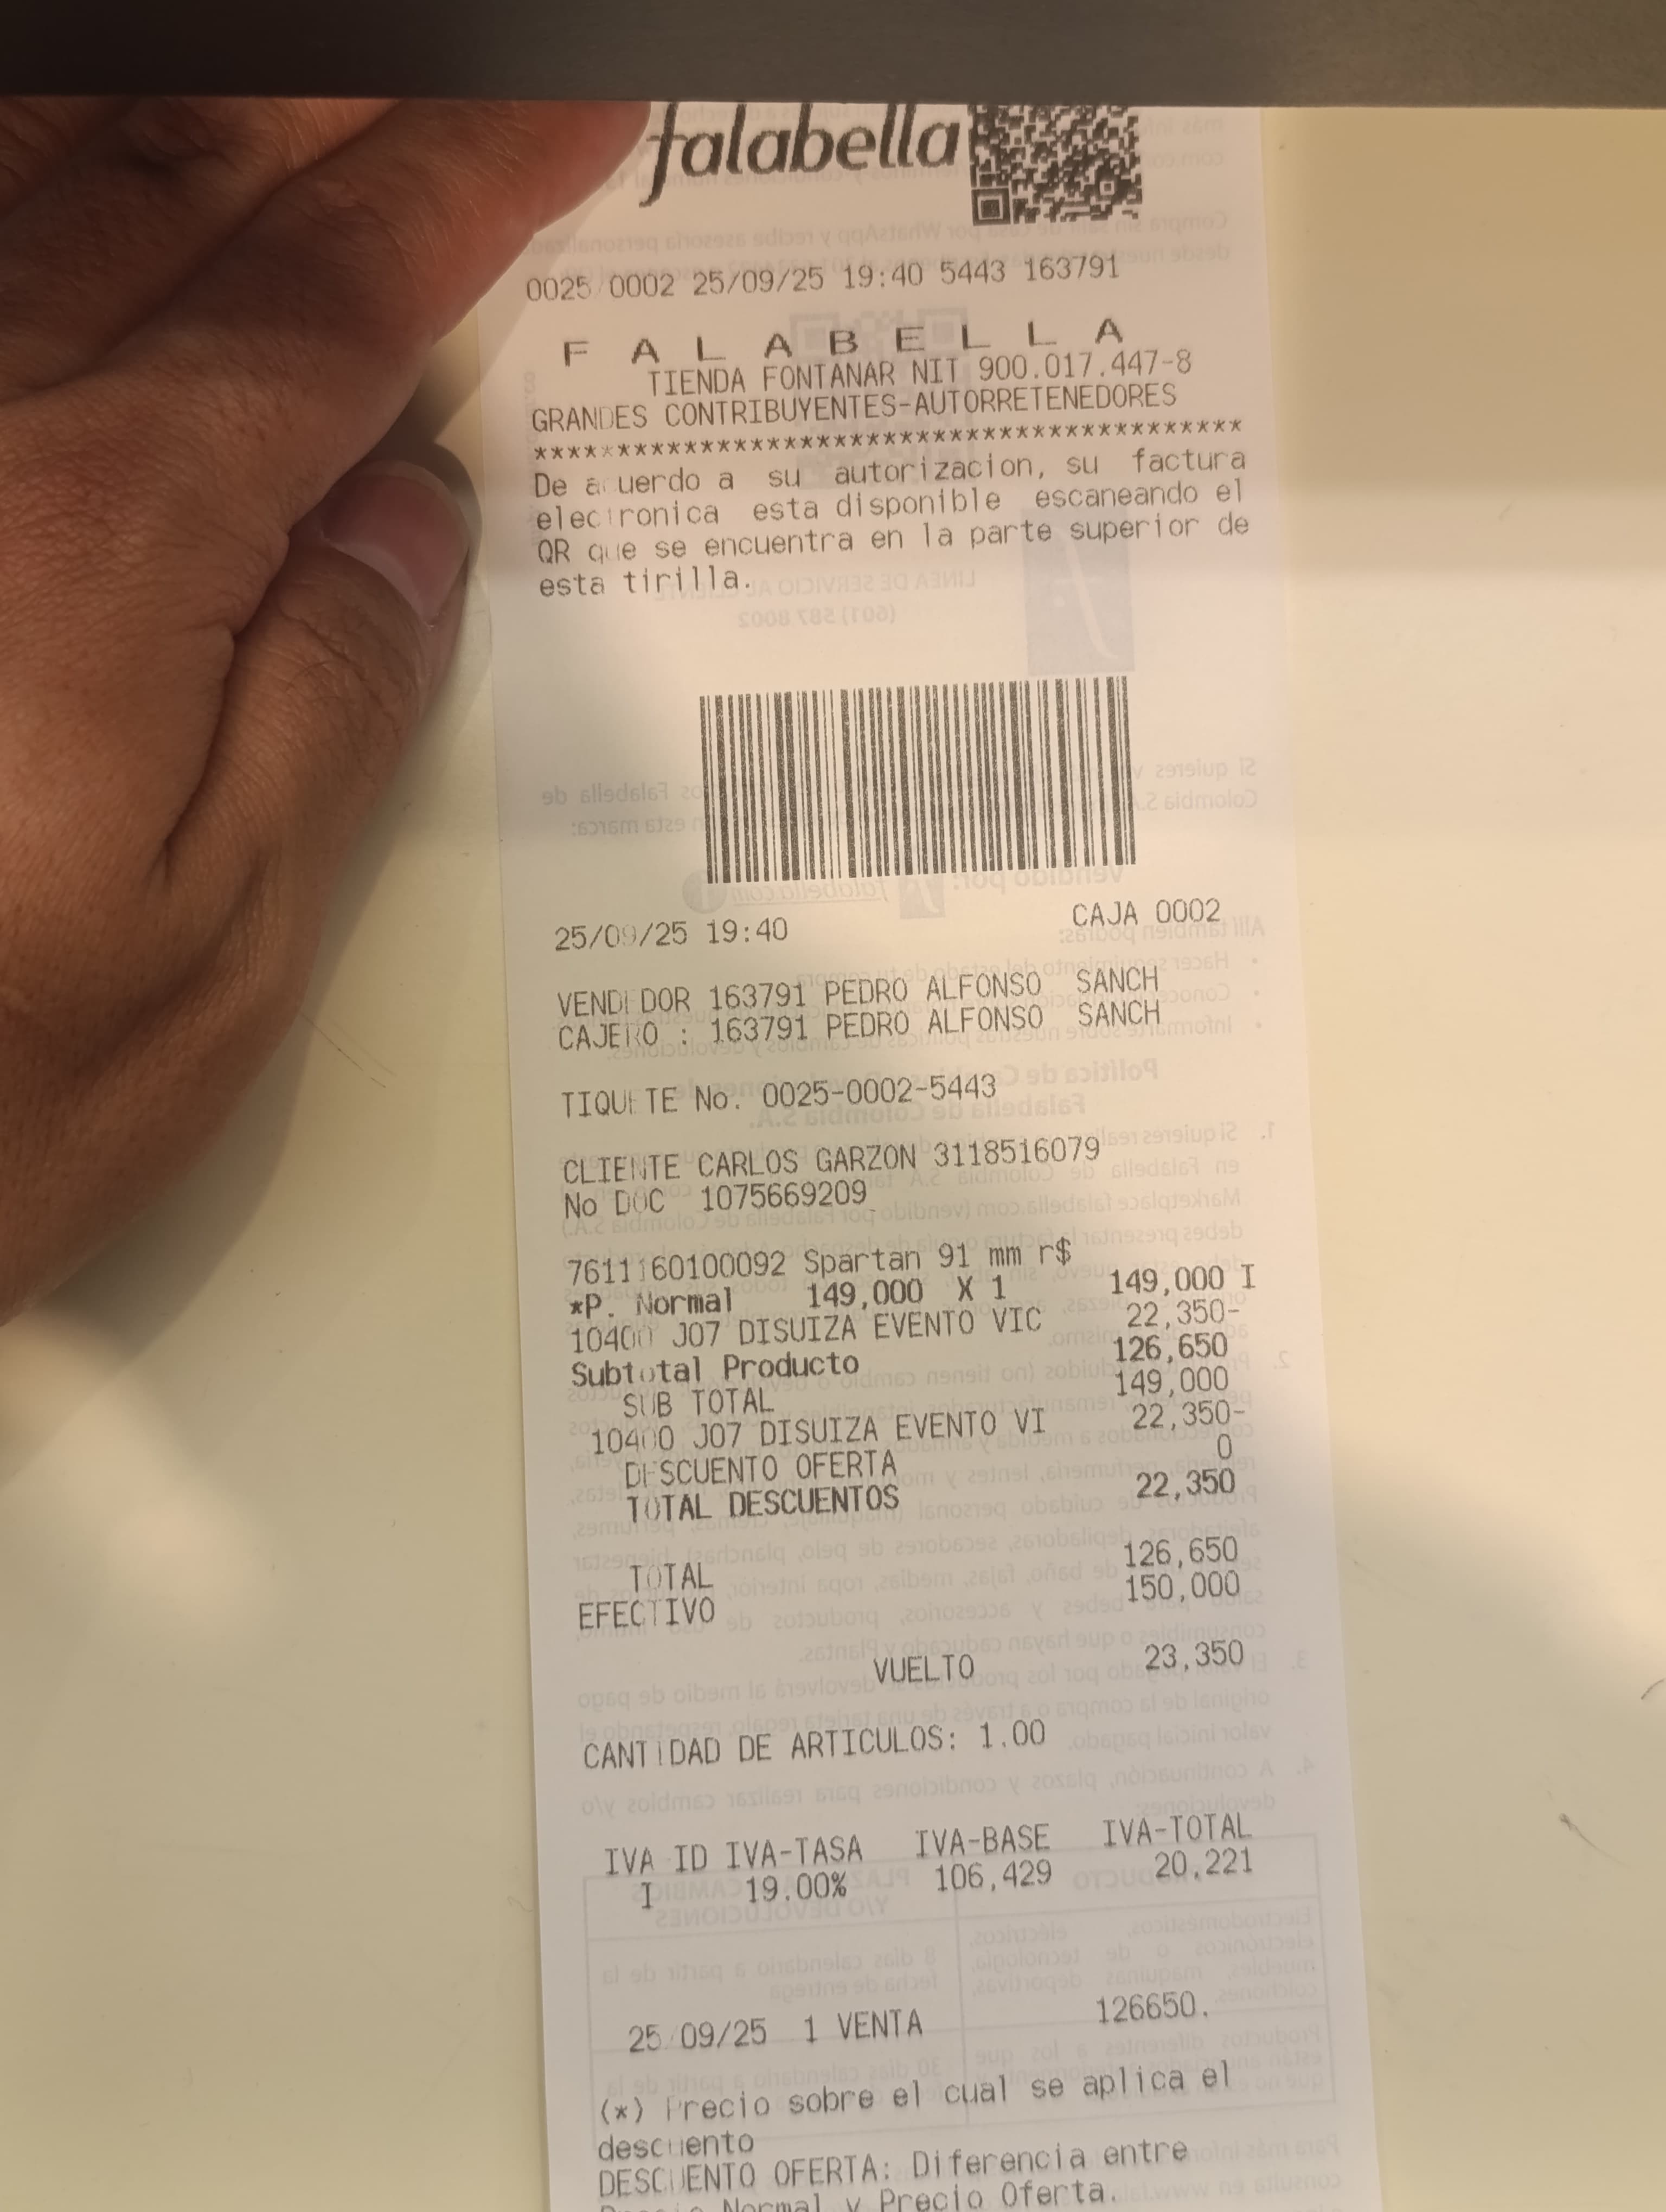 falabella
0025 0002 25/09/25 19:40 5443 163791
F A L A B E L L A
TIENDA FONTANAR NIT 900.017.447-8
GRANDES CONTRIBUYENTES-AUTORRETENEDORES
******************************************
De acuerdo a su autorizacion, su factura
electronica esta disponible escaneando el
QR que se encuentra en la parte superior de
esta tirilla.
25/09/25 19:40 CAJA 0002
VENDEDOR 163791 PEDRO ALFONSO SANCH
CAJERO : 163791 PEDRO ALFONSO SANCH
TIQUETE No. 0025-0002-5443
CLIENTE CARLOS GARZON 3118516079
No DOC 1075669209
7611160100092 Spartan 91 mm r$
*P. Normal 149,000 X 1 149,000 I
10400 J07 DISUIZA EVENTO VIC 22,350-
Subtotal Producto 126,650
SUB TOTAL 149,000
10400 J07 DISUIZA EVENTO VI 22,350-
DESCUENTO OFERTA 0
TOTAL DESCUENTOS 22,350
TOTAL 126,650
EFECTIVO 150,000
VUELTO 23,350
CANTIDAD DE ARTICULOS: 1.00
IVA ID IVA-TASA IVA-BASE IVA-TOTAL
I 19.00% 106,429 20,221
25/09/25 1 VENTA 126650.
(*) Precio sobre el cual se aplica el
descuento
DESCUENTO OFERTA: Diferencia entre
Normal y Precio Oferta.